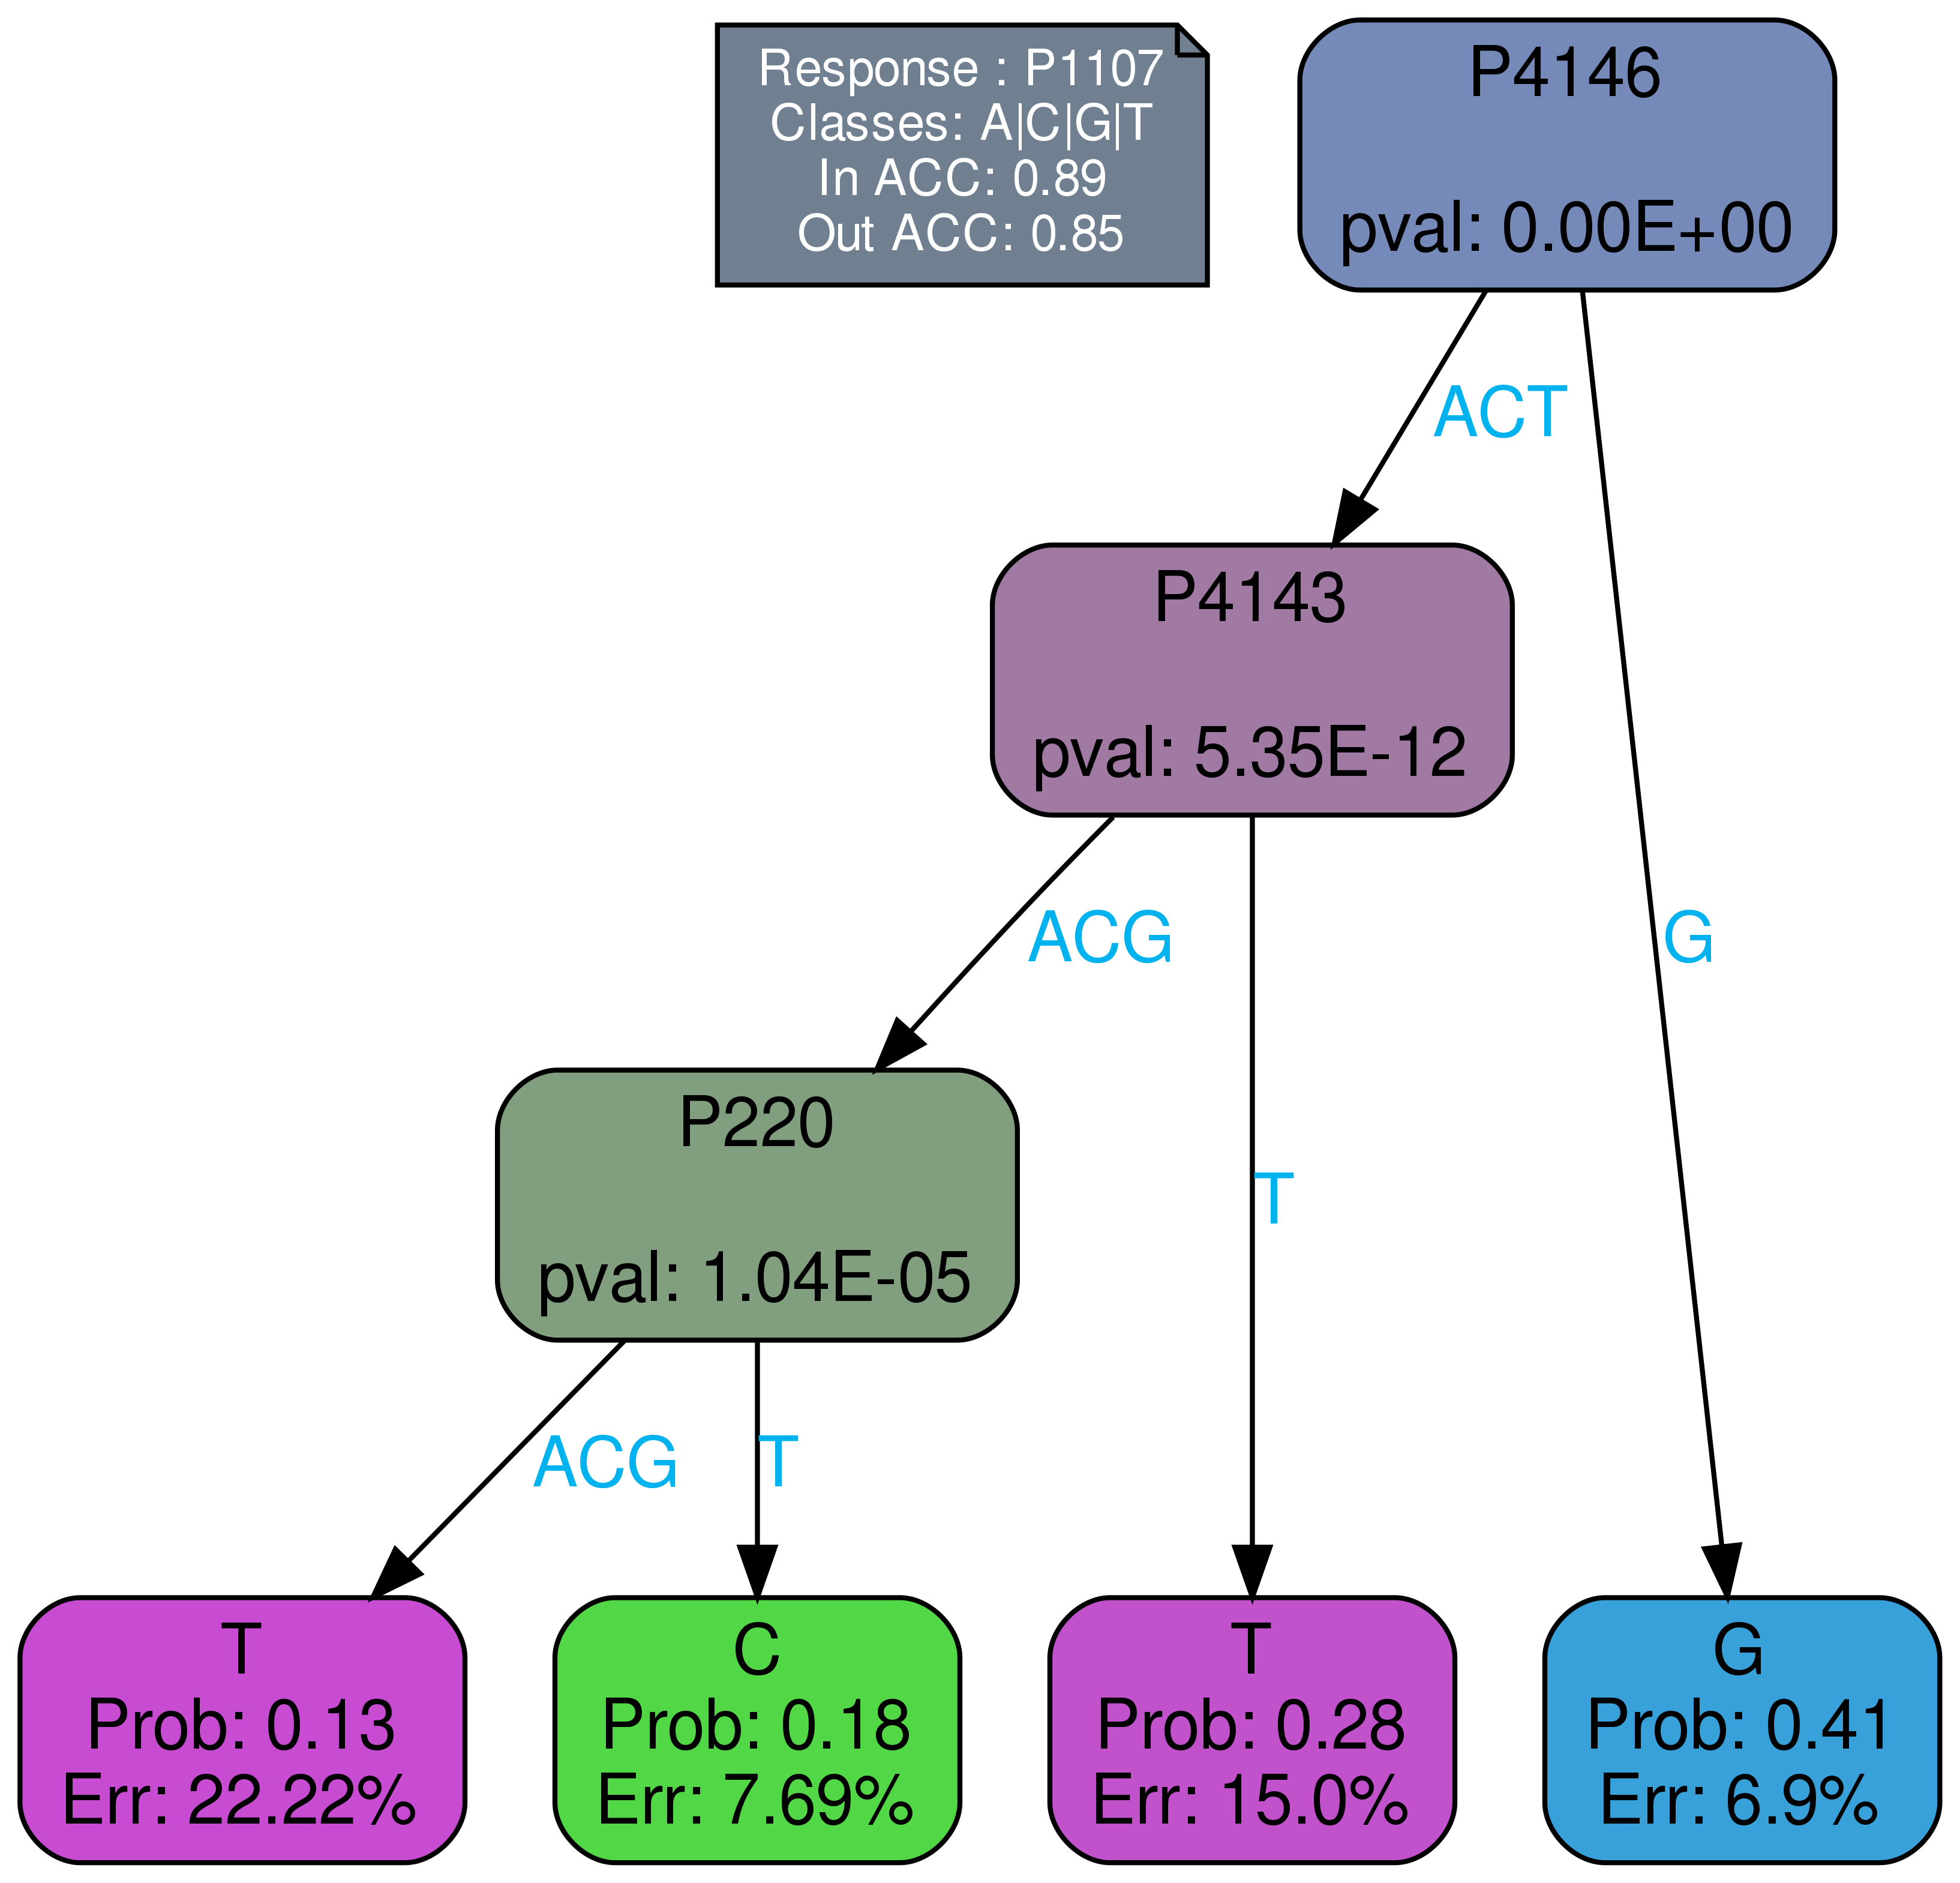 Response : P1107
Classes: A|C|G|T
In ACC: 0.89
Out ACC: 0.85
P4146
pval: 0.00E+00
ACT
P4143
pval: 5.35E-12
ACG
G
P220
pval: 1.04E-05
T
ACG
T
T
Prob: 0.13
Err: 22.22%
C
Prob: 0.18
Err: 7.69%
T
Prob: 0.28
Err: 15.0%
G
Prob: 0.41
Err: 6.9%